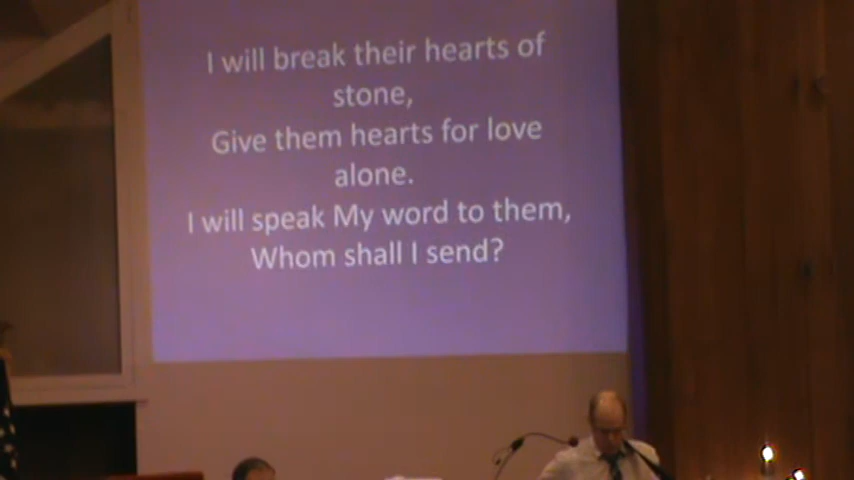 I will break their hearts of
stone,
Give them hearts for love
alone.
I will speak My word to them,
Whom shall I send?